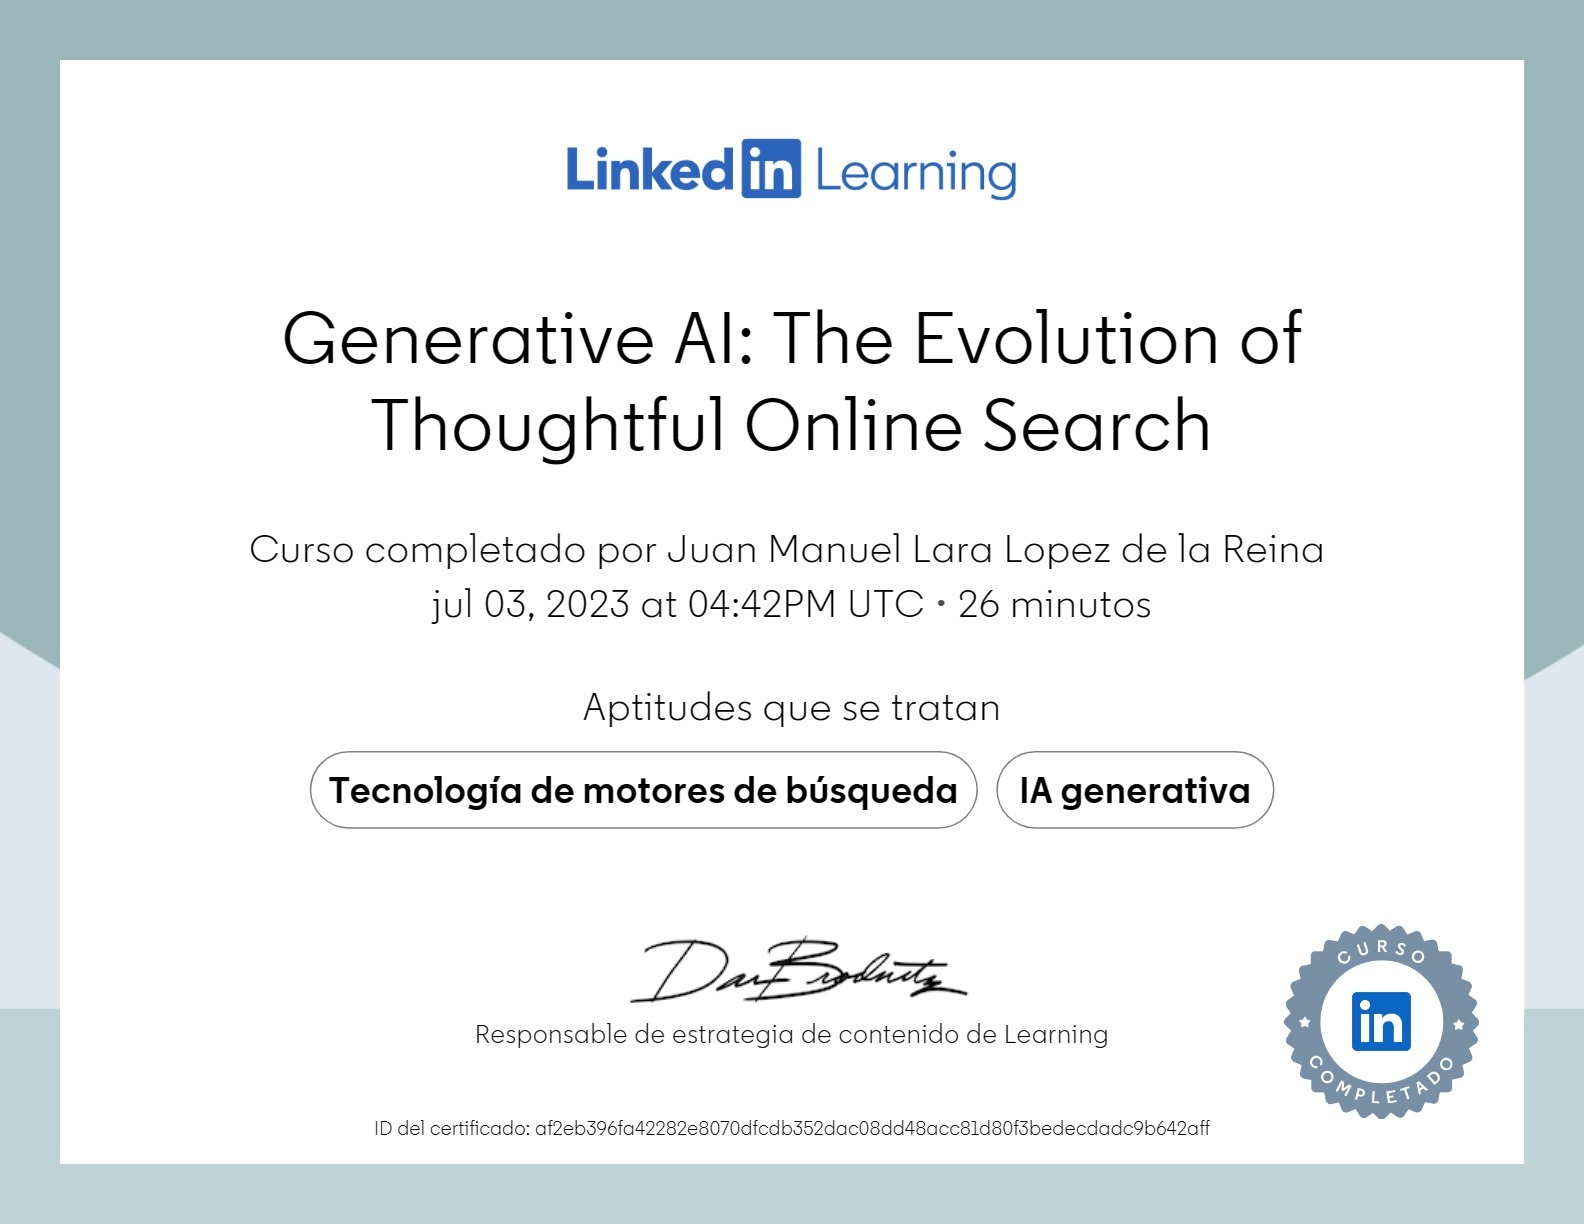 LinkedIn Learning
Generative AI: The Evolution of
Thoughtful Online Search
Curso completado por Juan Manuel Lara Lopez de la Reina
jul 03, 2023 at 04:42PM UTC • 26 minutos
Aptitudes que se tratan
Tecnología de motores de búsqueda
IA generativa
Dan Brodnitz
Responsable de estrategia de contenido de Learning
CURSO
in
COMPLETADO
ID del certificado: af2eb396fa42282e8070dfcdb352dac08dd48acc81d80f3bedecdadc9b642aff